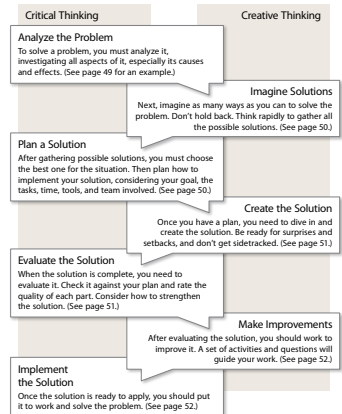 Critical Thinking
Creative Thinking
Analyze the Problem
To solve a problem, you must analyze it,
investigating all aspects of it, especially its causes
and effects. (See page 49 for an example.)
Imagine Solutions
Next, imagine as many ways as you can to solve the
problem. Don't hold back. Think rapidly to gather all
the possible solutions. (See page 50.)
Plan a Solution
After gathering possible solutions, you must choose
the best one for the situation. Then plan how to
implement your solution, considering your goal, the
tasks, time, tools, and team involved. (See page 50.)
Create the Solution
Once you have a plan, you need to dive in and
create the solution. Be ready for surprises and
setbacks, and don't get sidetracked. (See page 51.)
Evaluate the Solution
When the solution is complete, you need to
evaluate it. Check it against your plan and rate the
quality of each part. Consider how to strengthen
the solution. (See page 51.)
Make Improvements
After evaluating the solution, you should work to
improve it. A set of activities and questions will
guide your work. (See page 52.)
Implement
the Solution
Once the solution is ready to apply, you should put
it to work and solve the problem. (See page 52.)